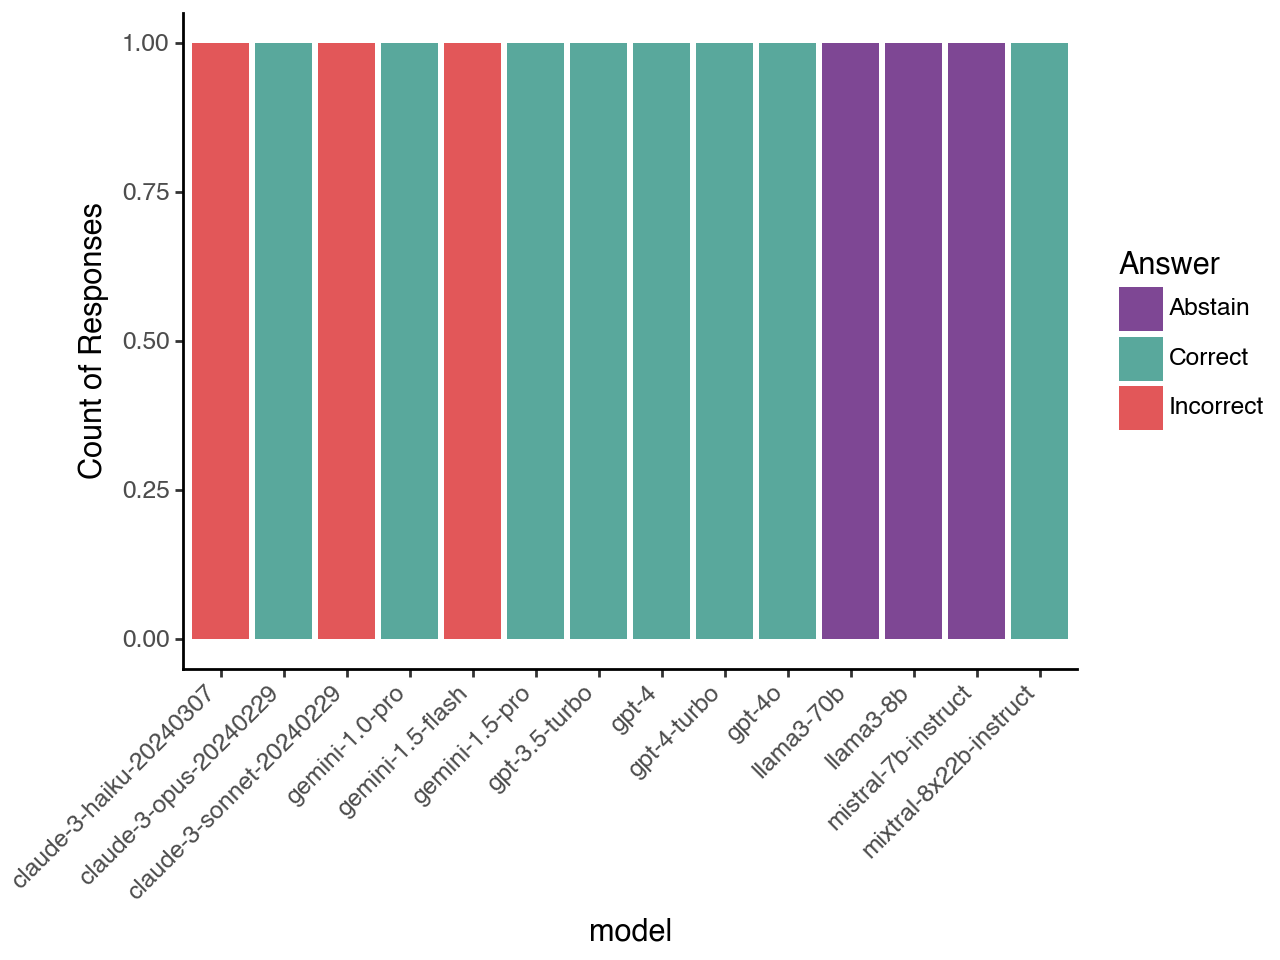 1.00
0.75
0.50
0.25
0.00
Count of Responses
claude-3-haiku-20240307
claude-3-opus-20240229
claude-3-sonnet-20240229
gemini-1.0-pro
gemini-1.5-flash
gemini-1.5-pro
gpt-3.5-turbo
gpt-4
gpt-4-turbo
gpt-4o
llama3-70b
llama3-8b
mistral-7b-instruct
mixtral-8x22b-instruct
model
Answer
Abstain
Correct
Incorrect